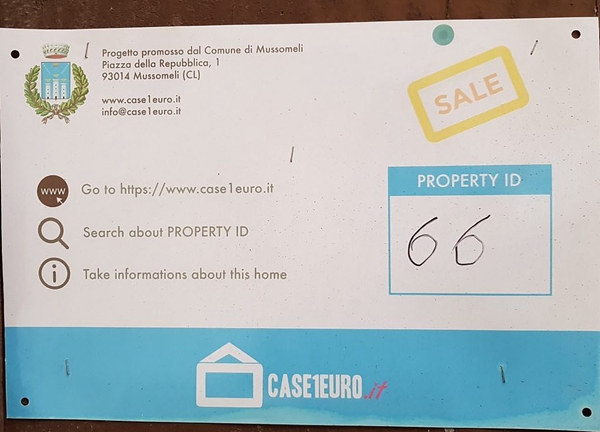 Progetto promosso dal Comune di Mussomeli
Piazza della Repubblica, 1
93014 Mussomeli (CL)
www.case1euro.it
info@case1euro.it
SALE
www
Go to https://www.case1euro.it
Search about PROPERTY ID
i
Take informations about this home
PROPERTY ID
66
CASE1EURO.it